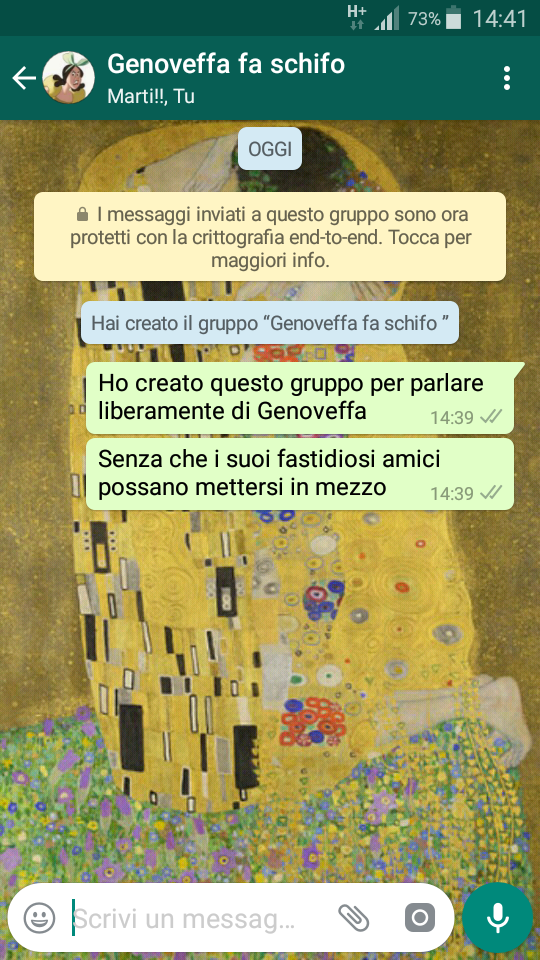 H+ 73% 14:41
Genoveffa fa schifo
Marti!!, Tu
OGGI
I messaggi inviati a questo gruppo sono ora
protetti con la crittografia end-to-end. Tocca per
maggiori info.
Hai creato il gruppo “Genoveffa fa schifo ”
Ho creato questo gruppo per parlare
liberamente di Genoveffa 14:39
Senza che i suoi fastidiosi amici
possano mettersi in mezzo 14:39
Scrivi un messag...